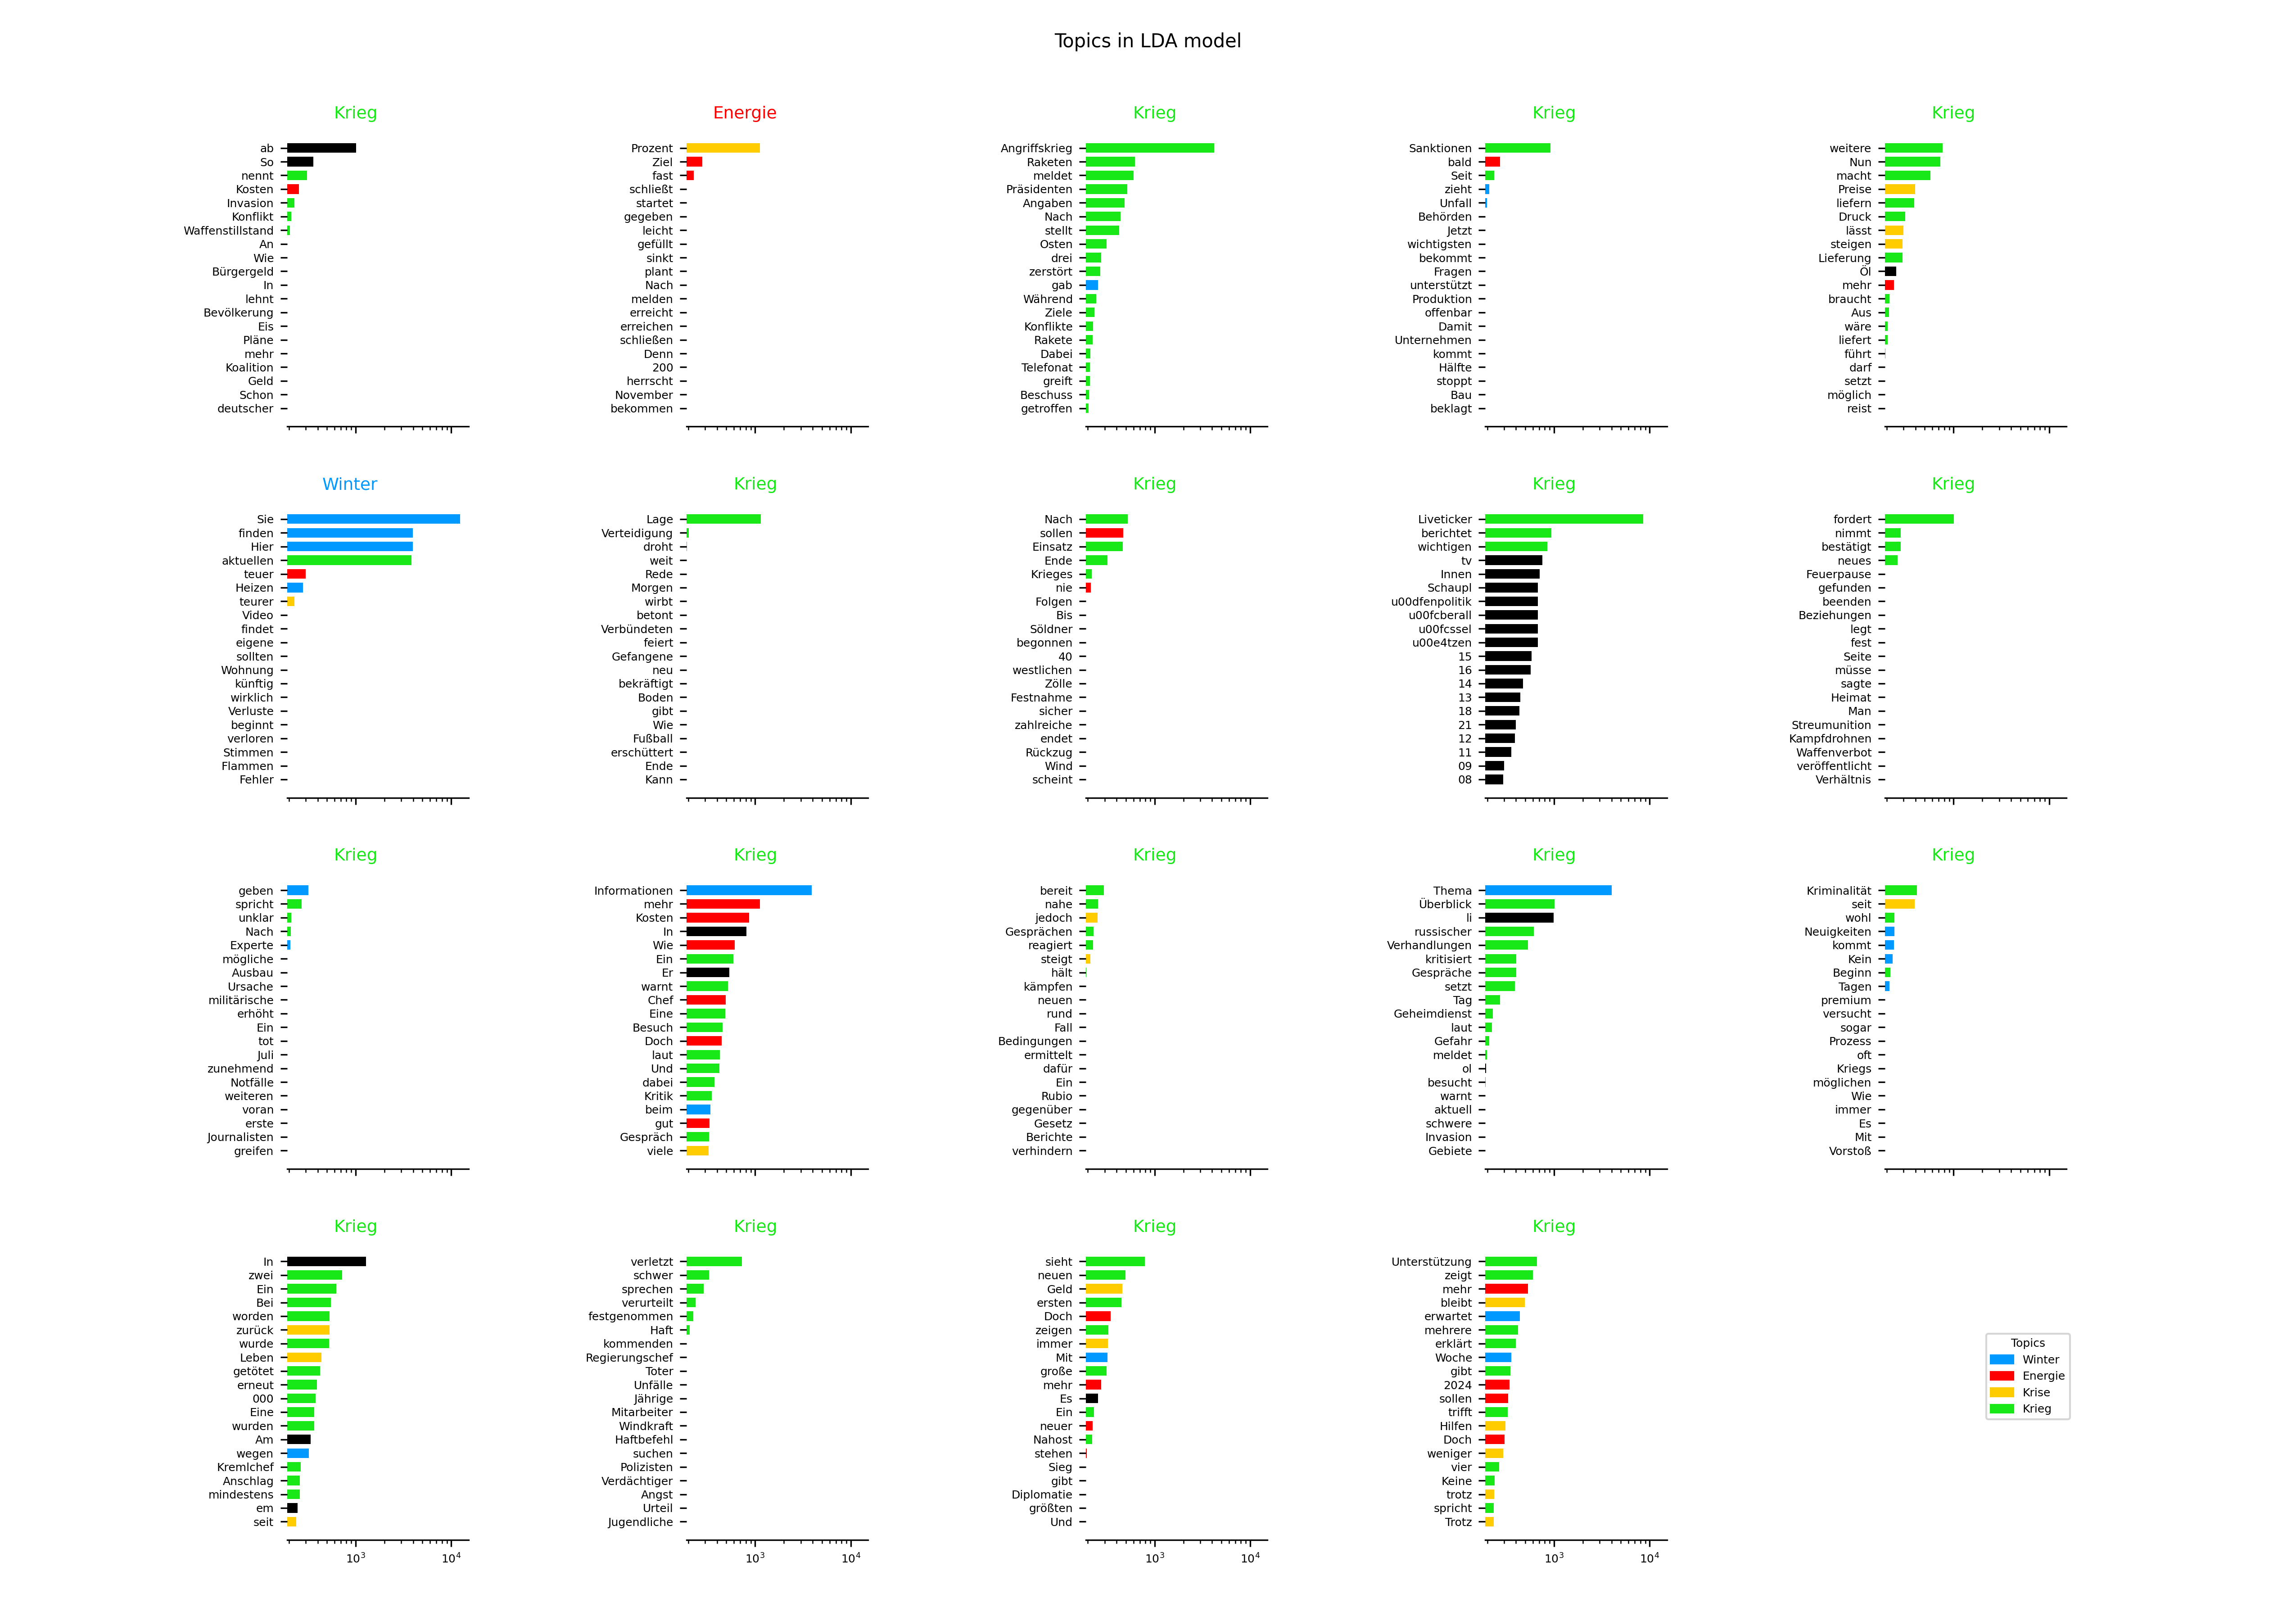 Topics in LDA model
Krieg
ab
So
nennt
Kosten
Invasion
Konflikt
Waffenstillstand
An
Wie
Bürgergeld
In
lehnt
Bevölkerung
Eis
Pläne
mehr
Koalition
Geld
Schon
deutscher
Energie
Prozent
Ziel
fast
schließt
startet
gegeben
leicht
gefüllt
sinkt
plant
Nach
melden
erreicht
erreichen
schließen
Denn
200
herrscht
November
bekommen
Krieg
Angriffskrieg
Raketen
meldet
Präsidenten
Angaben
Nach
stellt
Osten
drei
zerstört
gab
Während
Ziele
Konflikte
Rakete
Dabei
Telefonat
greift
Beschuss
getroffen
Krieg
Sanktionen
bald
Seit
zieht
Unfall
Behörden
Jetzt
wichtigsten
bekommt
Fragen
unterstützt
Produktion
offenbar
Damit
Unternehmen
kommt
Hälfte
stoppt
Bau
beklagt
Krieg
weitere
Nun
macht
Preise
liefern
Druck
lässt
steigen
Lieferung
Öl
mehr
braucht
Aus
wäre
liefert
führt
darf
setzt
möglich
reist
Winter
Sie
finden
Hier
aktuellen
teuer
Heizen
teurer
Video
findet
eigene
sollten
Wohnung
künftig
wirklich
Verluste
beginnt
verloren
Stimmen
Flammen
Fehler
Krieg
Lage
Verteidigung
droht
weit
Rede
Morgen
wirbt
betont
Verbündeten
feiert
Gefangene
neu
bekräftigt
Boden
gibt
Wie
Fußball
erschüttert
Ende
Kann
Krieg
Nach
sollen
Einsatz
Ende
Krieges
nie
Folgen
Bis
Söldner
begonnen
40
westlichen
Zölle
Festnahme
sicher
zahlreiche
endet
Rückzug
Wind
scheint
Krieg
Liveticker
berichtet
wichtigen
tv
Innen
Schaupl
u00dfenpolitik
u00fcberall
u00fcssel
u00e4tzen
15
16
14
13
18
21
12
11
09
08
Krieg
fordert
nimmt
bestätigt
neues
Feuerpause
gefunden
beenden
Beziehungen
legt
fest
Seite
müsse
sagte
Heimat
Man
Streumunition
Kampfdrohnen
Waffenverbot
veröffentlicht
Verhältnis
Krieg
geben
spricht
unklar
Nach
Experte
mögliche
Ausbau
Ursache
militärische
erhöht
Ein
tot
Juli
zunehmend
Notfälle
weiteren
voran
erste
Journalisten
greifen
Krieg
Informationen
mehr
Kosten
In
Wie
Ein
Er
warnt
Chef
Eine
Besuch
Doch
laut
Und
dabei
Kritik
beim
gut
Gespräch
viele
Krieg
bereit
nahe
jedoch
Gesprächen
reagiert
steigt
hält
kämpfen
neuen
rund
Fall
Bedingungen
ermittelt
dafür
Ein
Rubio
gegenüber
Gesetz
Berichte
verhindern
Krieg
Thema
Überblick
li
russischer
Verhandlungen
kritisiert
Gespräche
setzt
Tag
Geheimdienst
laut
Gefahr
meldet
ol
besucht
warnt
aktuell
schwere
Invasion
Gebiete
Krieg
Kriminalität
seit
wohl
Neuigkeiten
kommt
Kein
Beginn
Tagen
premium
versucht
sogar
Prozess
oft
Kriegs
möglichen
Wie
immer
Es
Mit
Vorstoß
Krieg
In
zwei
Ein
Bei
worden
zurück
wurde
Leben
getötet
erneut
000
Eine
wurden
Am
wegen
Kremlchef
Anschlag
mindestens
em
seit
10³
10⁴
Krieg
verletzt
schwer
sprechen
verurteilt
festgenommen
Haft
kommenden
Regierungschef
Toter
Unfälle
Jährige
Mitarbeiter
Windkraft
Haftbefehl
suchen
Polizisten
Verdächtiger
Angst
Urteil
Jugendliche
10³
10⁴
Krieg
sieht
neuen
Geld
ersten
Doch
zeigen
immer
Mit
große
mehr
Es
Ein
neuer
Nahost
stehen
Sieg
gibt
Diplomatie
größten
Und
10³
10⁴
Krieg
Unterstützung
zeigt
mehr
bleibt
erwartet
mehrere
erklärt
Woche
gibt
2024
sollen
trifft
Hilfen
Doch
weniger
vier
Keine
trotz
spricht
Trotz
10³
10⁴
Topics
Winter
Energie
Krise
Krieg